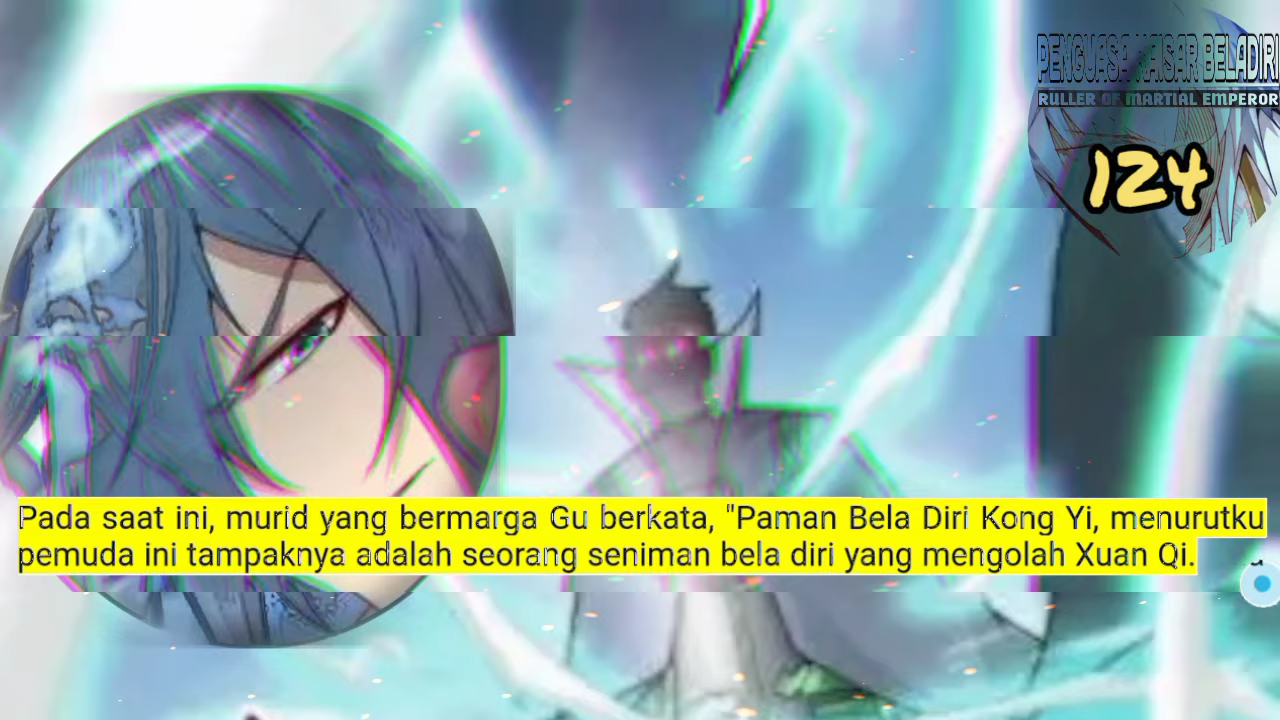 PENGUASA KAISAR BELADIRI
RULLER OF MARTIAL EMPEROR
124
Pada saat ini, murid yang bermarga Gu berkata, "Paman Bela Diri Kong Yi, menurutku
pemuda ini tampaknya adalah seorang seniman bela diri yang mengolah Xuan Qi.